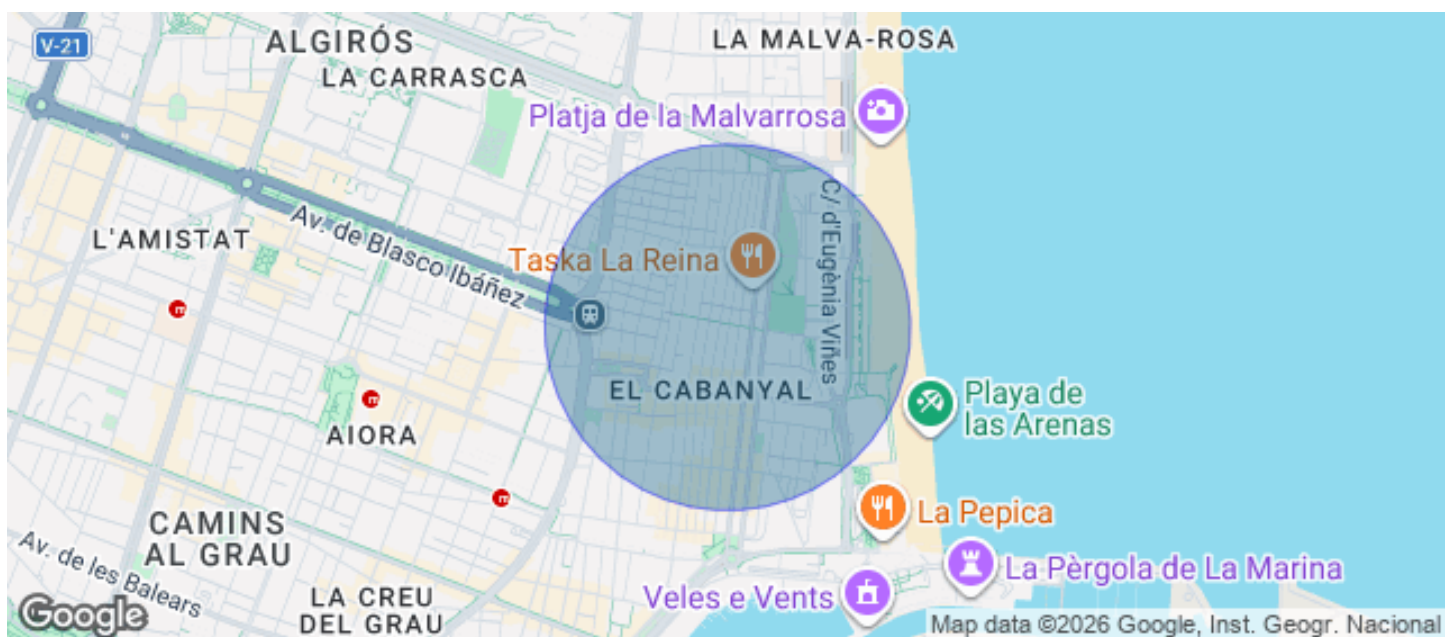 V-21
ALGIRÓS
LA CARRASCA
LA MALVA-ROSA
Platja de la Malvarrosa
L'AMISTAT
Av. de Blasco Ibáñez
Taska La Reina
C/ d'Eugènia Viñes
EL CABANYAL
Playa de
las Arenas
AIORA
La Pepica
CAMINS
AL GRAU
Av. de les Balears
La Pèrgola de La Marina
LA CREU
DEL GRAU
Veles e Vents
Google
Map data ©2026 Google, Inst. Geogr. Nacional